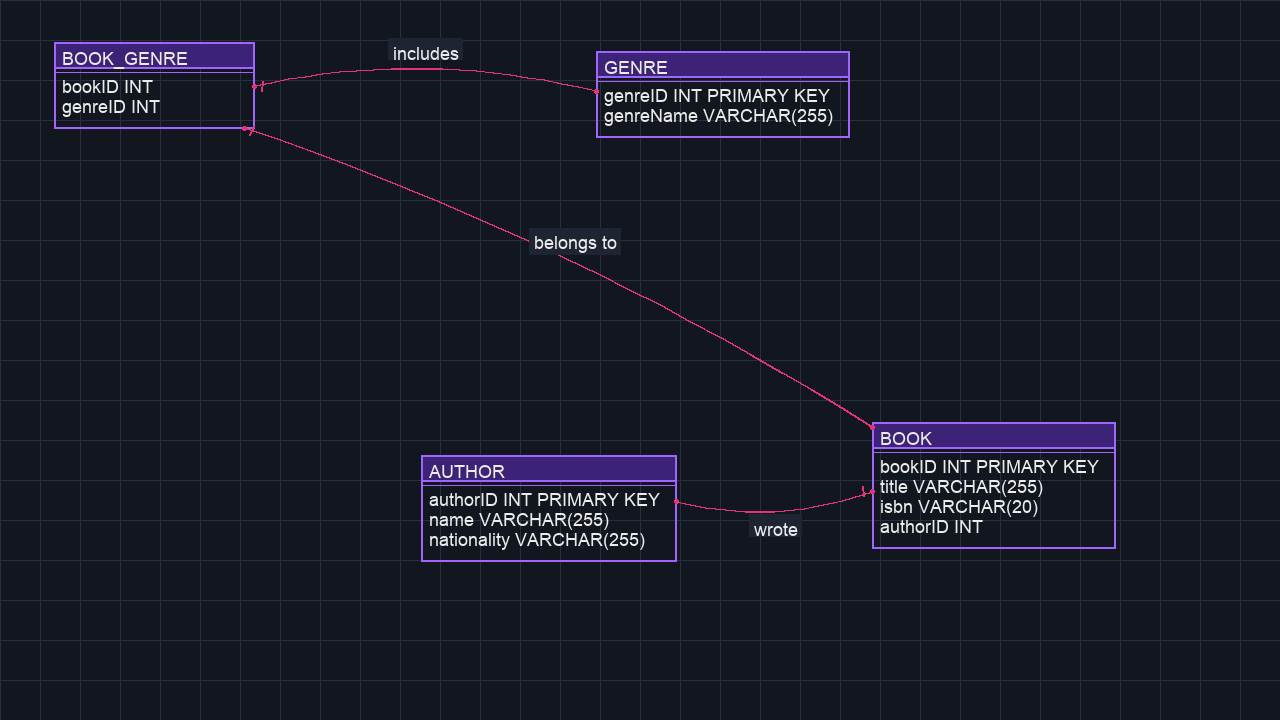 BOOK_GENRE
bookID INT
genreID INT
includes
GENRE
genreID INT PRIMARY KEY
genreName VARCHAR(255)
belongs to
AUTHOR
authorID INT PRIMARY KEY
name VARCHAR(255)
nationality VARCHAR(255)
wrote
BOOK
bookID INT PRIMARY KEY
title VARCHAR(255)
isbn VARCHAR(20)
authorID INT